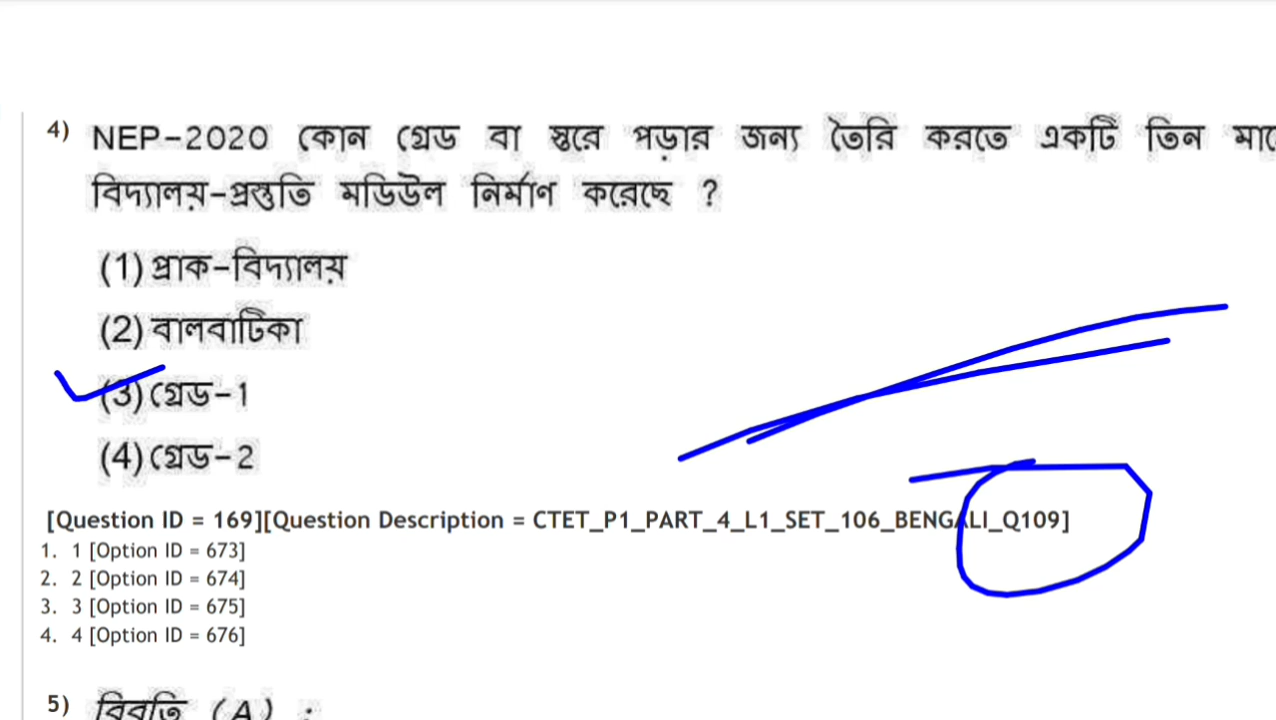 4) NEP-2020 কোন গ্রেড বা স্তরে পড়ার জন্য তৈরি করতে একটি তিন
বিদ্যালয়-প্রস্তুতি মডিউল নির্মাণ করেছে ?
(1) প্রাক-বিদ্যালয়
(2) বালবাটিকা
(3) গ্রেড-1
(4) গ্রেড-2
[Question ID = 169][Question Description = CTET_P1_PART_4_L1_SET_106_BENGALI_Q109]
1. 1 [Option ID = 673]
2. 2 [Option ID = 674]
3. 3 [Option ID = 675]
4. 4 [Option ID = 676]
5) বিবৃতি (A) :